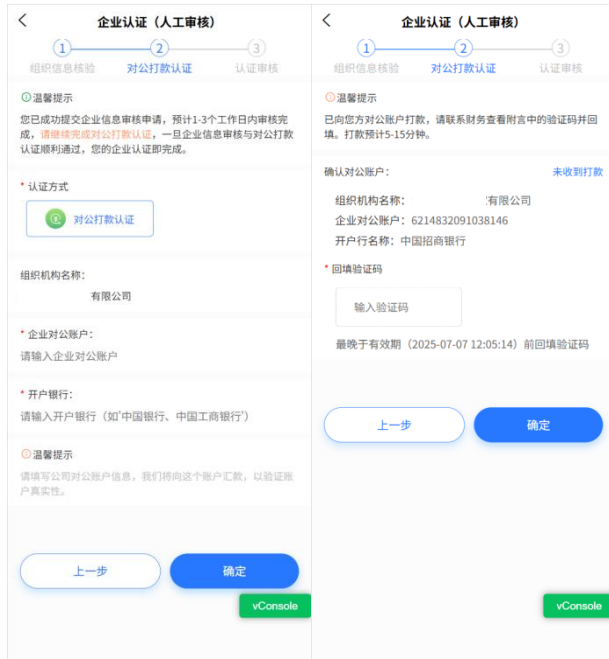 企业认证（人工审核）
1
2
3
组织信息核验
对公打款认证
认证审核
温馨提示
您已成功提交企业信息审核申请，预计1-3个工作日内审核完
成，请继续完成对公打款认证，一旦企业信息审核与对公打款
认证顺利通过，您的企业认证即完成。
* 认证方式
对公打款认证
组织机构名称：
有限公司
* 企业对公账户：
请输入企业对公账户
* 开户银行：
请输入开户银行（如'中国银行、中国工商银行'）
温馨提示
请填写公司对公账户信息，我们将向这个账户汇款，以验证账
户真实性。
上一步
确定
vConsole
企业认证（人工审核）
1
2
3
组织信息核验
对公打款认证
认证审核
温馨提示
已向您方对公账户打款，请联系财务查看附言中的验证码并回
填。打款预计5-15分钟。
确认对公账户：
未收到打款
组织机构名称：
有限公司
企业对公账户：6214832091038146
开户行名称：中国招商银行
* 回填验证码
输入验证码
最晚于有效期（2025-07-07 12:05:14）前回填验证码
上一步
确定
vConsole